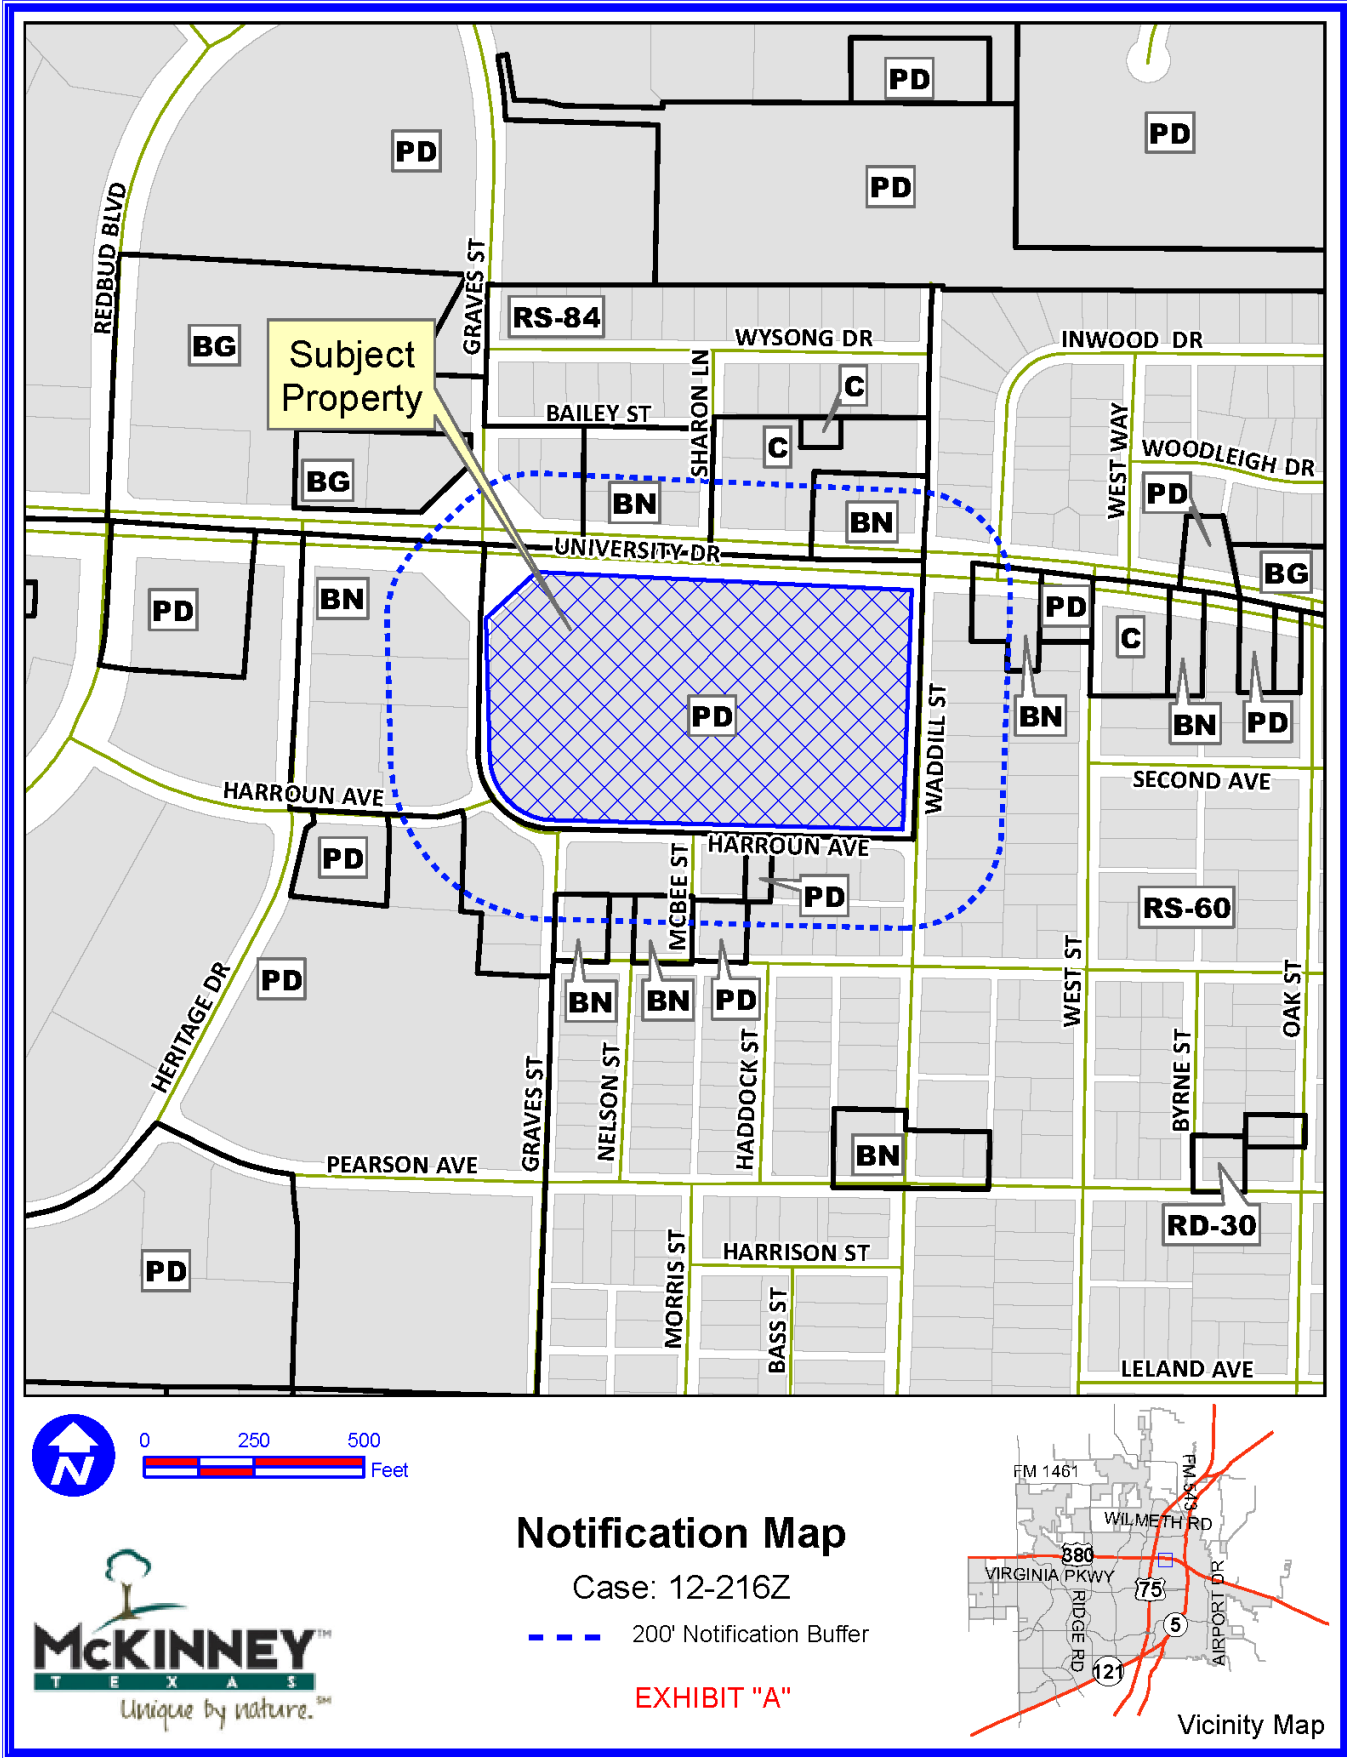 PD
PD
PD
PD
REDBUD BLVD
GRAVES ST
RS-84
WYSONG DR
INWOOD DR
BG
Subject
Property
SHARON LN
C
BAILEY ST
WEST WAY
C
WOODLEIGH DR
BG
PD
BN
BN
UNIVERSITY DR
BG
PD
BN
PD
C
PD
BN
BN
PD
WADDILL ST
SECOND AVE
HARROUN AVE
HARROUN AVE
PD
MCBEE ST
PD
RS-60
PD
BN
BN
PD
WEST ST
OAK ST
HERITAGE DR
GRAVES ST
NELSON ST
HADDOCK ST
BYRNE ST
BN
PEARSON AVE
RD-30
PD
MORRIS ST
HARRISON ST
BASS ST
LELAND AVE
N
0 250 500
Feet
Notification Map
Case: 12-216Z
200' Notification Buffer
EXHIBIT "A"
McKINNEY™
TEXAS
Unique by nature.℠
FM 1461
FM 543
WILMETH RD
380
VIRGINIA PKWY
75
RIDGE RD
5
AIRPORT DR
121
Vicinity Map